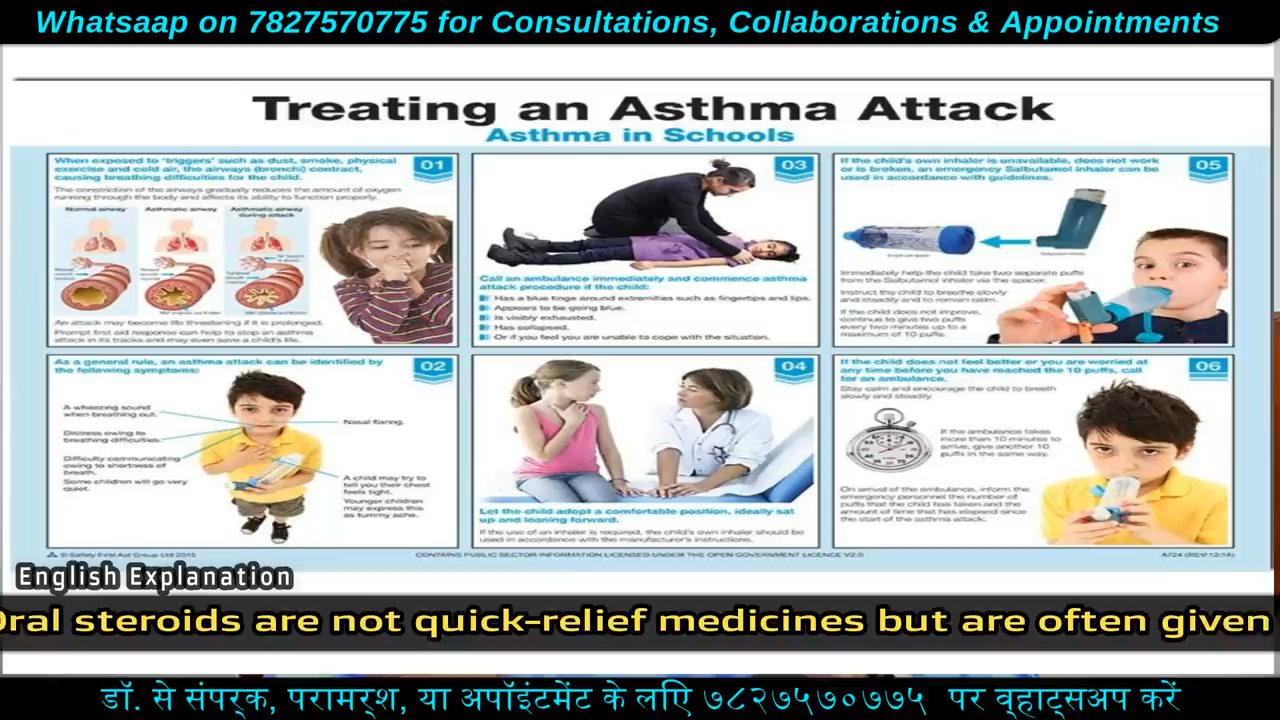 Whatsaap on 7827570775 for Consultations, Collaborations & Appointments
Treating an Asthma Attack
Asthma in Schools
When exposed to 'triggers' such as dust, smoke, physical
exercise and cold air, the airways (bronchi) contract,
causing breathing difficulties for the child.
01
The constriction of the airways gradually reduces the amount of oxygen
running through the body and affects its ability to function properly.
Normal airway
Asthmatic airway
Asthmatic airway
during attack
An attack may become life threatening if it is prolonged.
Prompt first aid response can help to stop an asthma
attack in its tracks and may even save a child's life.
As a general rule, an asthma attack can be identified by
the following symptoms:
02
A wheezing sound
when breathing out.
Distress owing to
breathing difficulties.
Difficulty communicating
owing to shortness of
breath.
Some children will go very
quiet.
Nasal flaring.
A child may try to
tell you their chest
feels tight.
Younger children
may express this
as tummy ache.
03
Call an ambulance immediately and commence asthma
attack procedure if the child:
Has a blue tinge around extremities such as fingertips and lips.
Appears to be going blue.
Is visibly exhausted.
Has collapsed.
Or if you feel you are unable to cope with the situation.
04
Let the child adopt a comfortable position, ideally sat
up and leaning forward.
If the use of an inhaler is required, the child's own inhaler should be
used in accordance with the manufacturer's instructions.
If the child's own inhaler is unavailable, does not work
or is broken, an emergency Salbutamol inhaler can be
used in accordance with guidelines.
05
Immediately help the child take two separate puffs
from the Salbutamol inhaler via the spacer.
Instruct the child to breathe slowly
and steadily and to remain calm.
If the child does not improve,
continue to give two puffs
every two minutes up to a
maximum of 10 puffs.
If the child does not feel better or you are worried at
any time before you have reached the 10 puffs, call
for an ambulance.
06
Stay calm and encourage the child to breath
slowly and steadily.
If the ambulance takes
more than 10 minutes to
arrive, give another 10
puffs in the same way.
On arrival of the ambulance, inform the
emergency personnel the number of
puffs that the child has taken and the
amount of time that has elapsed since
the start of the asthma attack.
© Safety First Aid Group Ltd 2015
CONTAINS PUBLIC SECTOR INFORMATION LICENSED UNDER THE OPEN GOVERNMENT LICENCE V2.0
A724 (REV:12/14)
English Explanation
Oral steroids are not quick-relief medicines but are often given
डॉ. से संपर्क, परामर्श, या अपॉइंटमेंट के लिए ७८२७५७०७७५ पर व्हाट्सअप करें